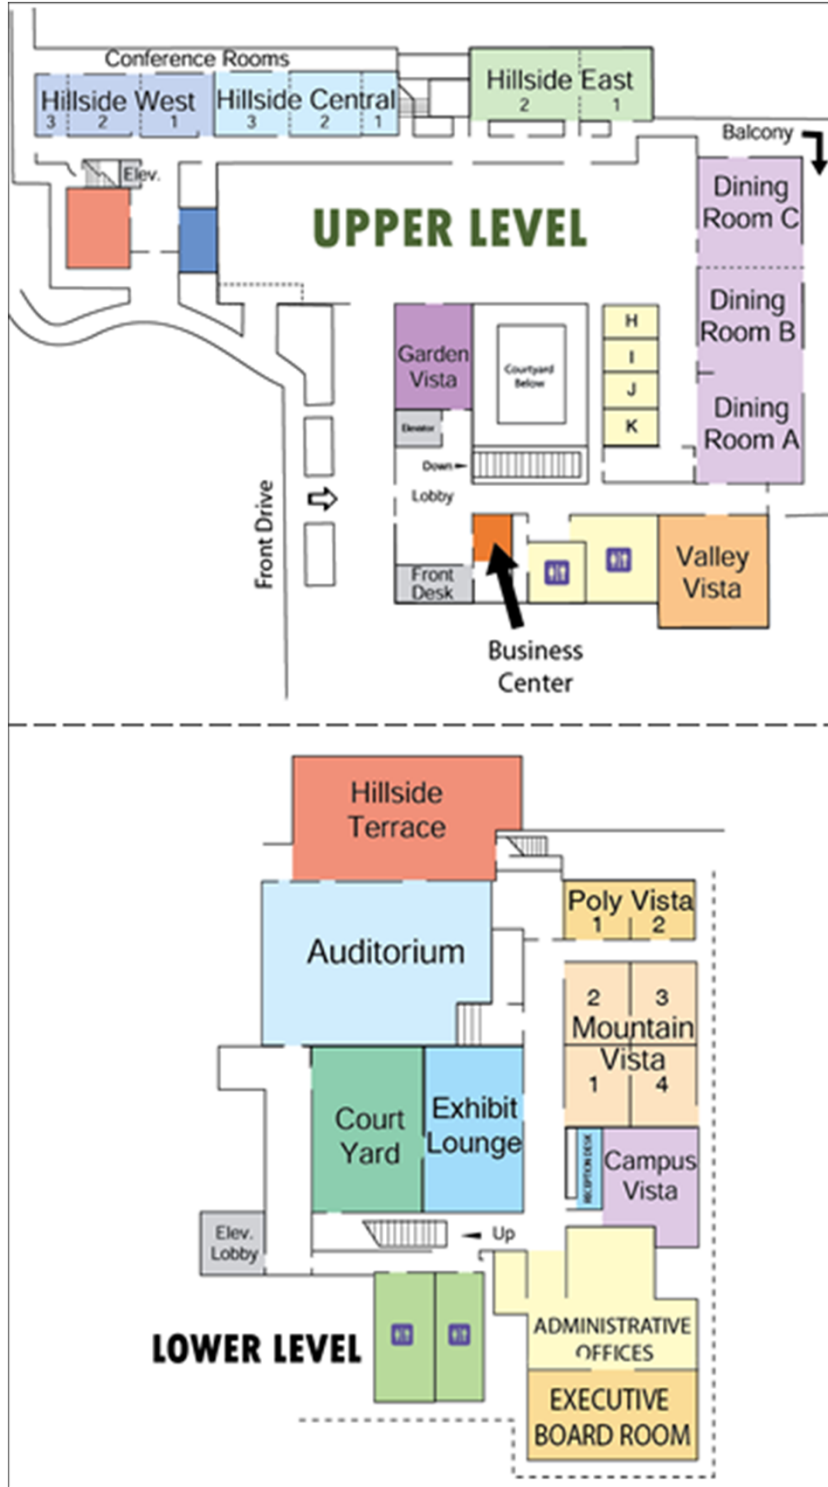 Conference Rooms
Hillside West
3 2 1
Hillside Central
3 2 1
Hillside East
2 1
Balcony
Elev.
UPPER LEVEL
Dining
Room C
Dining
Room B
Dining
Room A
Garden
Vista
Courtyard
Below
H
I
J
K
Elevator
Down
Lobby
Front Drive
Front
Desk
Valley
Vista
Business
Center
Hillside
Terrace
Auditorium
Poly Vista
1 2
2 3
Mountain
Vista
1 4
Court
Yard
Exhibit
Lounge
RECEPTION DESK
Campus
Vista
Elev.
Lobby
Up
LOWER LEVEL
ADMINISTRATIVE
OFFICES
EXECUTIVE
BOARD ROOM